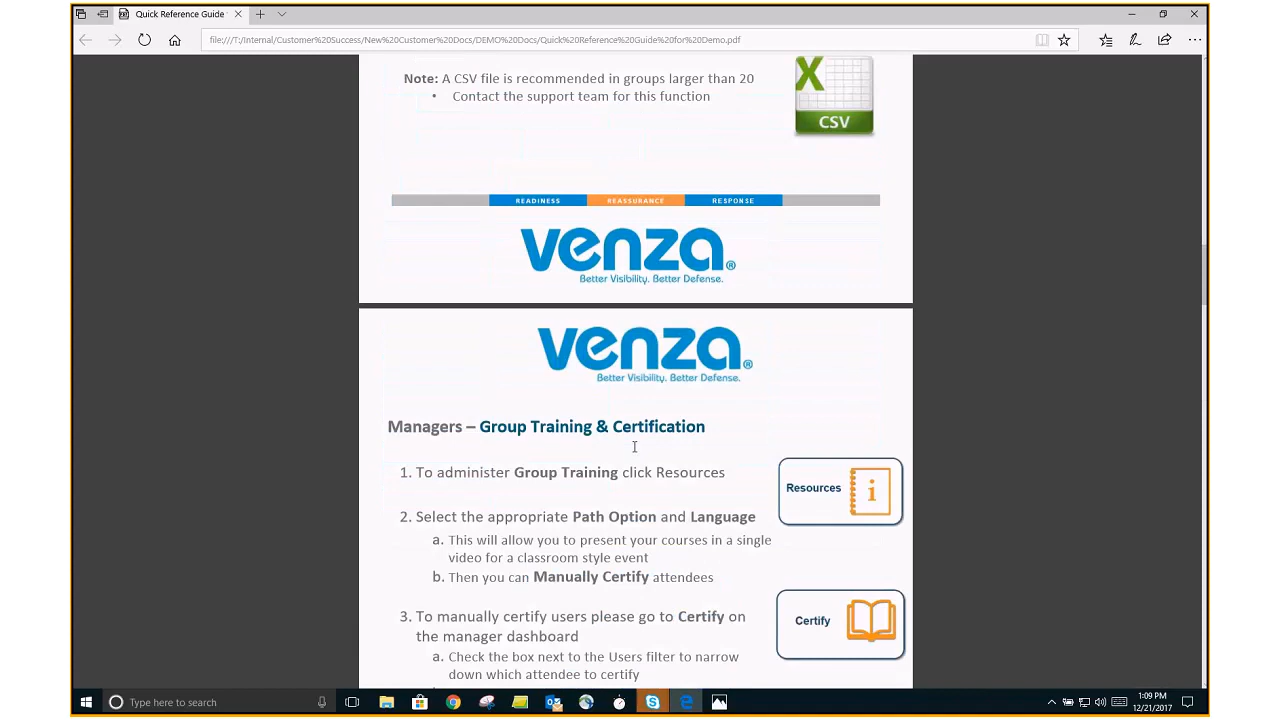 Quick Reference Guide
file:///T:/Internal/Customer%20Success/New%20Customer%20Docs/DEMO%20Docs/Quick%20Reference%20Guide%20for%20Demo.pdf
Note: A CSV file is recommended in groups larger than 20
• Contact the support team for this function
X
CSV
READINESS REASSURANCE RESPONSE
venza®
Better Visibility. Better Defense.
venza®
Better Visibility. Better Defense.
Managers – Group Training & Certification
1. To administer Group Training click Resources
Resources
2. Select the appropriate Path Option and Language
a. This will allow you to present your courses in a single
video for a classroom style event
b. Then you can Manually Certify attendees
3. To manually certify users please go to Certify on
the manager dashboard
Certify
a. Check the box next to the Users filter to narrow
down which attendee to certify
Type here to search
1:09 PM
12/21/2017